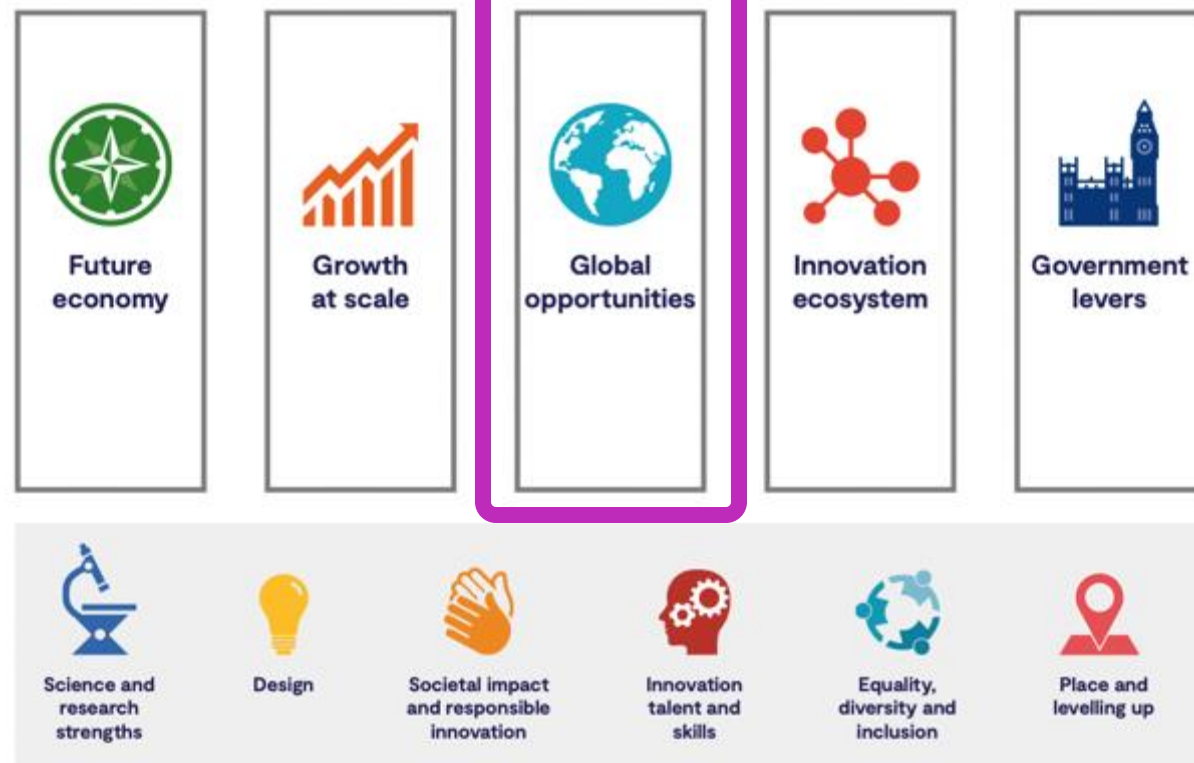 Future
economy
Growth
at scale
Global
opportunities
Innovation
ecosystem
Government
levers
Science and
research
strengths
Design
Societal impact
and responsible
innovation
Innovation
talent and
skills
Equality,
diversity and
inclusion
Place and
levelling up